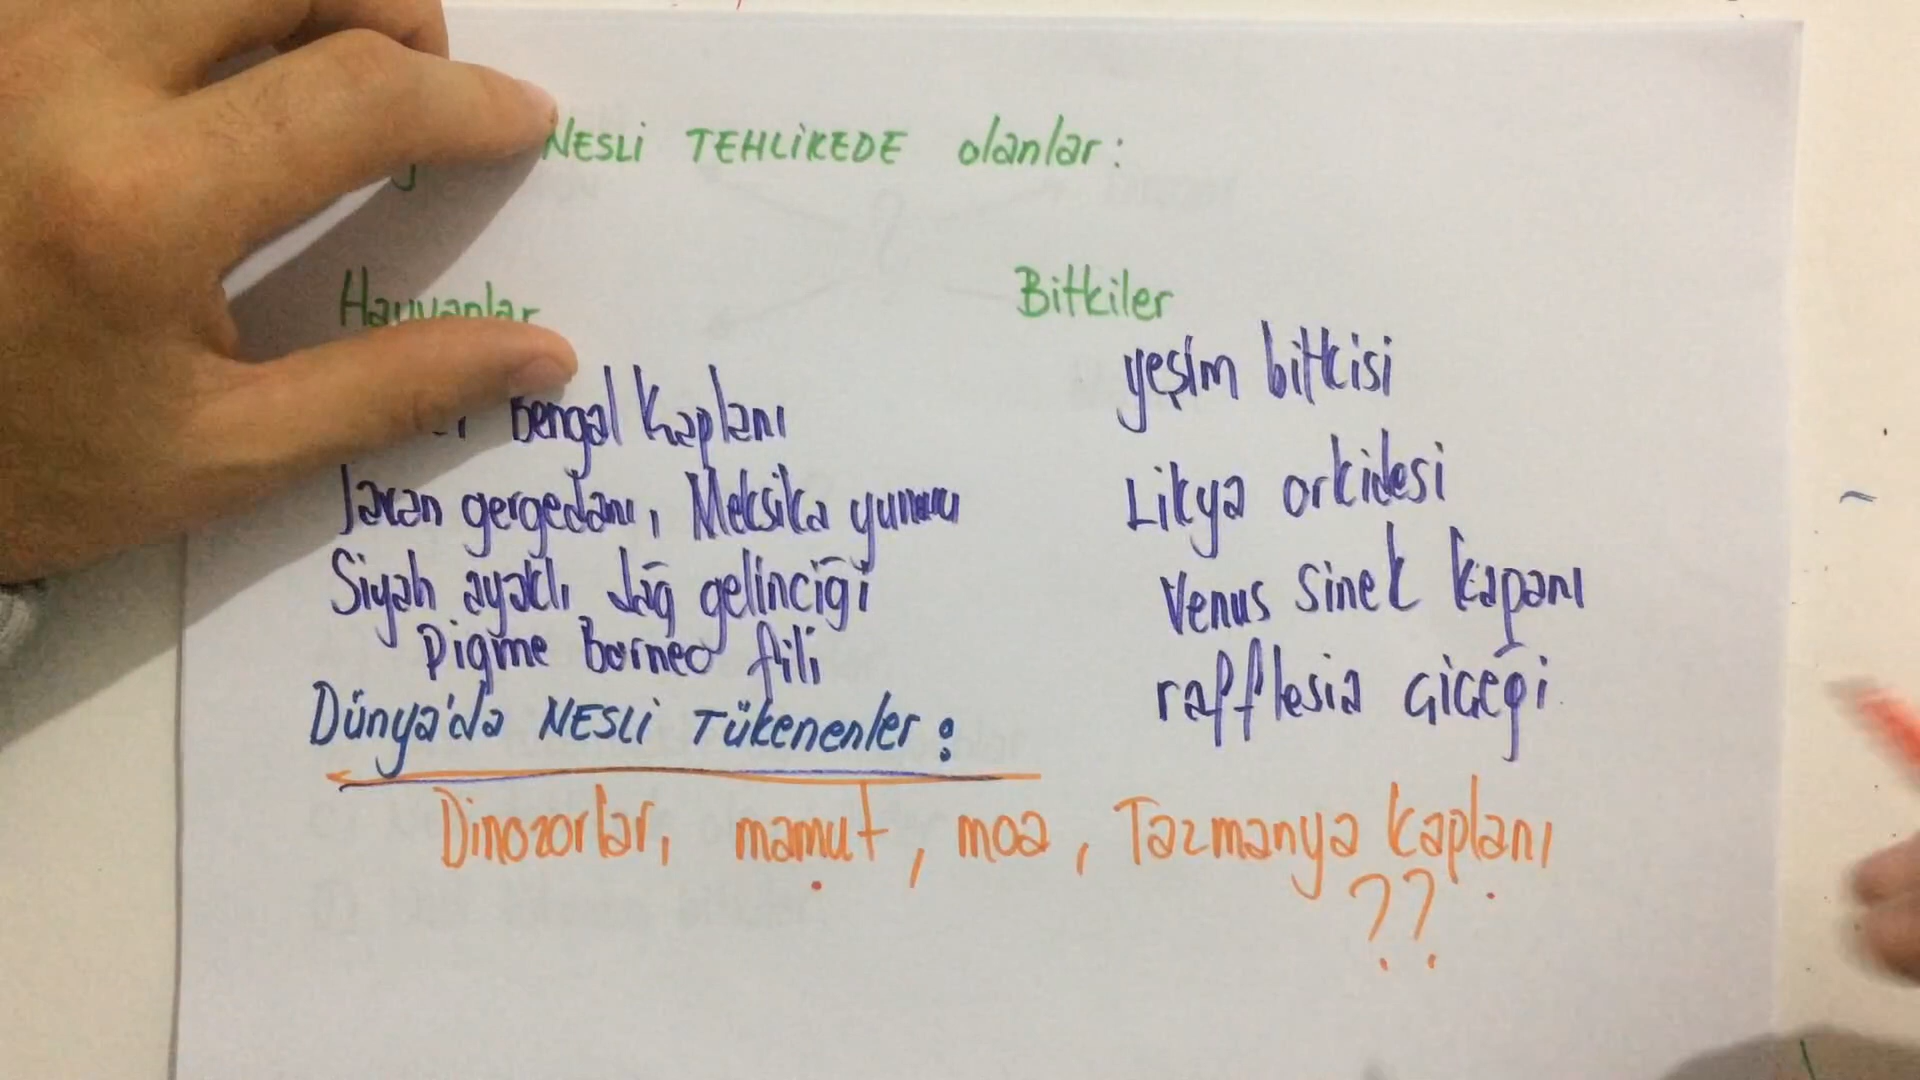 NESLİ TEHLİKEDE olanlar:
Hayvanlar
Bengal Kaplanı
Javan gergedanı, Meksika yunusu
Siyah ayaklı dağ gelinciği
Pigme Borneo fili
Bitkiler
yeşim bitkisi
Likya orkidesi
Venus Sinek Kapanı
rafflesia çiçeği
Dünya'da NESLİ TÜKENENLER:
Dinozorlar, mamut, moa, Tazmanya Kaplanı
??